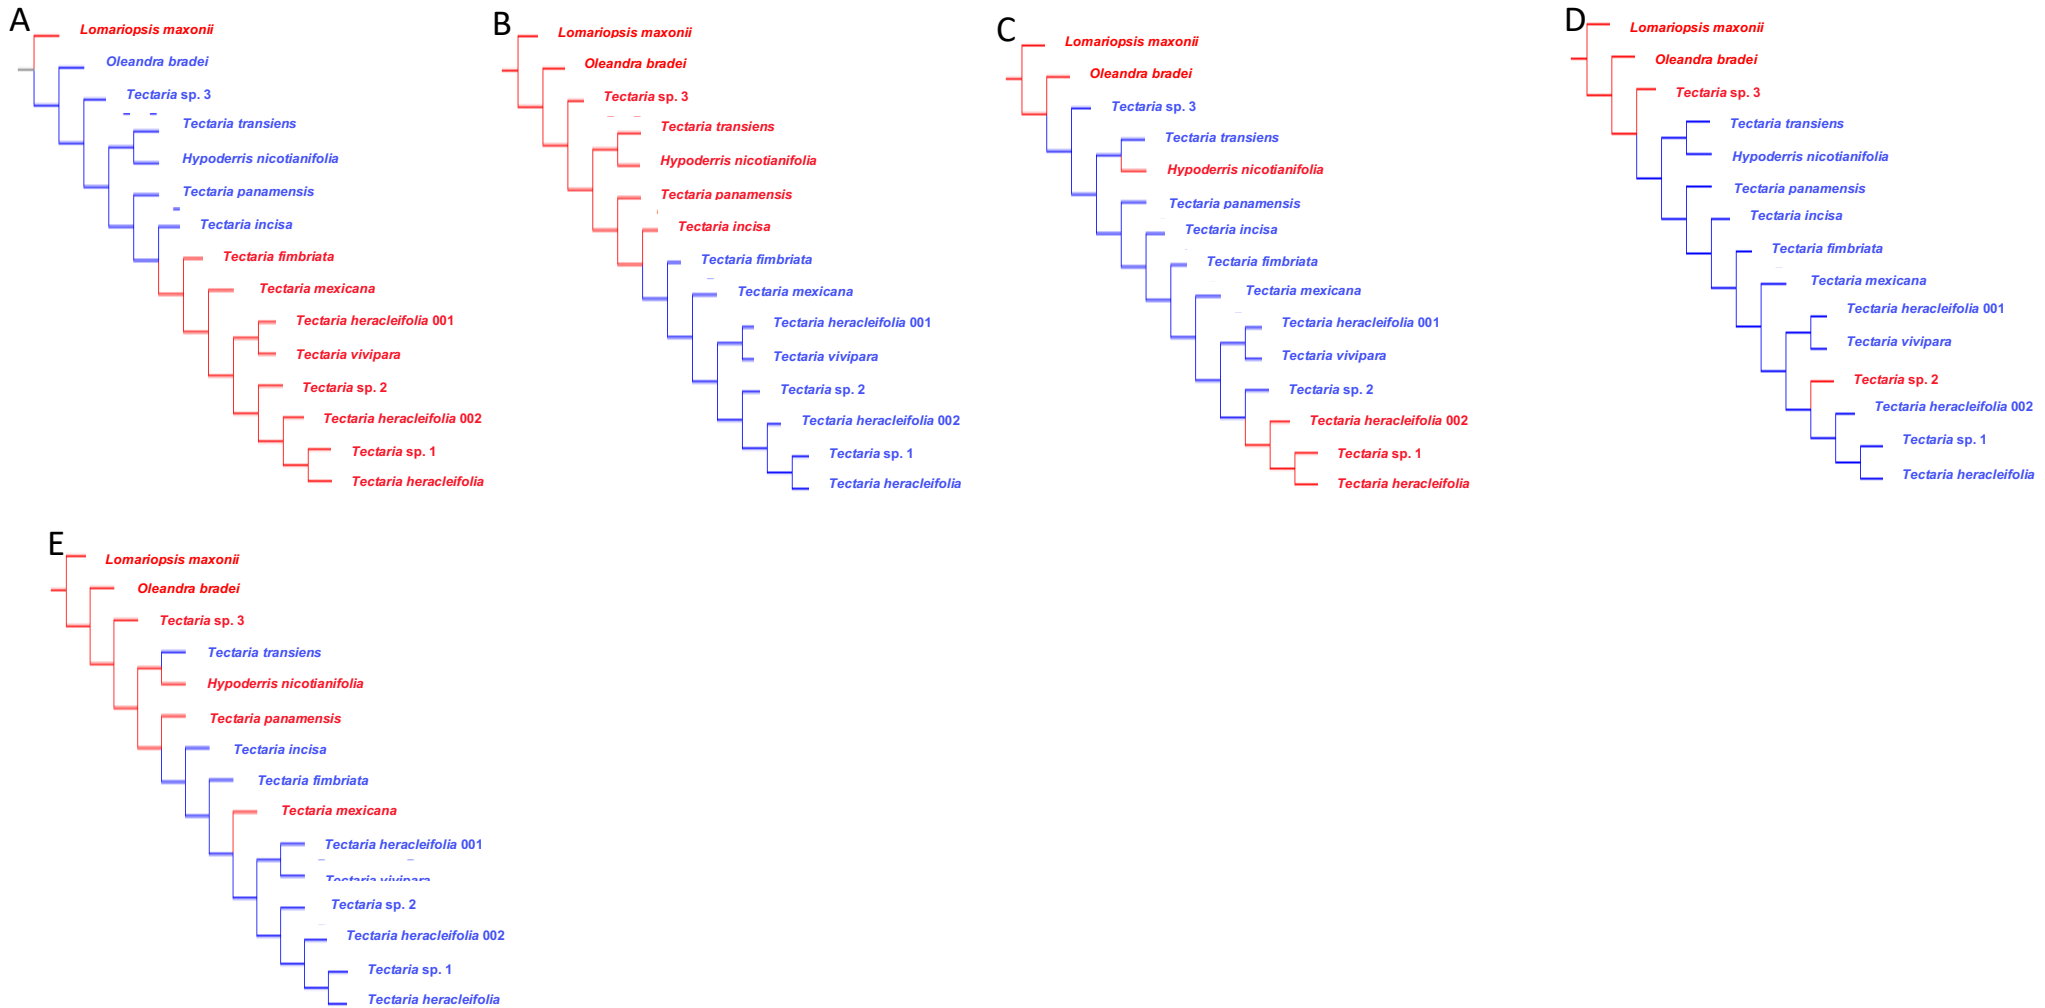 A
Lomariopsis maxonii
Oleandra bradei
Tectaria sp. 3
Tectaria transiens
Hypoderris nicotianifolia
Tectaria panamensis
Tectaria incisa
Tectaria fimbriata
Tectaria mexicana
Tectaria heracleifolia 001
Tectaria vivipara
Tectaria sp. 2
Tectaria heracleifolia 002
Tectaria sp. 1
Tectaria heracleifolia
B
Lomariopsis maxonii
Oleandra bradei
Tectaria sp. 3
Tectaria transiens
Hypoderris nicotianifolia
Tectaria panamensis
Tectaria incisa
Tectaria fimbriata
Tectaria mexicana
Tectaria heracleifolia 001
Tectaria vivipara
Tectaria sp. 2
Tectaria heracleifolia 002
Tectaria sp. 1
Tectaria heracleifolia
C
Lomariopsis maxonii
Oleandra bradei
Tectaria sp. 3
Tectaria transiens
Hypoderris nicotianifolia
Tectaria panamensis
Tectaria incisa
Tectaria fimbriata
Tectaria mexicana
Tectaria heracleifolia 001
Tectaria vivipara
Tectaria sp. 2
Tectaria heracleifolia 002
Tectaria sp. 1
Tectaria heracleifolia
D
Lomariopsis maxonii
Oleandra bradei
Tectaria sp. 3
Tectaria transiens
Hypoderris nicotianifolia
Tectaria panamensis
Tectaria incisa
Tectaria fimbriata
Tectaria mexicana
Tectaria heracleifolia 001
Tectaria vivipara
Tectaria sp. 2
Tectaria heracleifolia 002
Tectaria sp. 1
Tectaria heracleifolia
E
Lomariopsis maxonii
Oleandra bradei
Tectaria sp. 3
Tectaria transiens
Hypoderris nicotianifolia
Tectaria panamensis
Tectaria incisa
Tectaria fimbriata
Tectaria mexicana
Tectaria heracleifolia 001
Tectaria vivipara
Tectaria sp. 2
Tectaria heracleifolia 002
Tectaria sp. 1
Tectaria heracleifolia